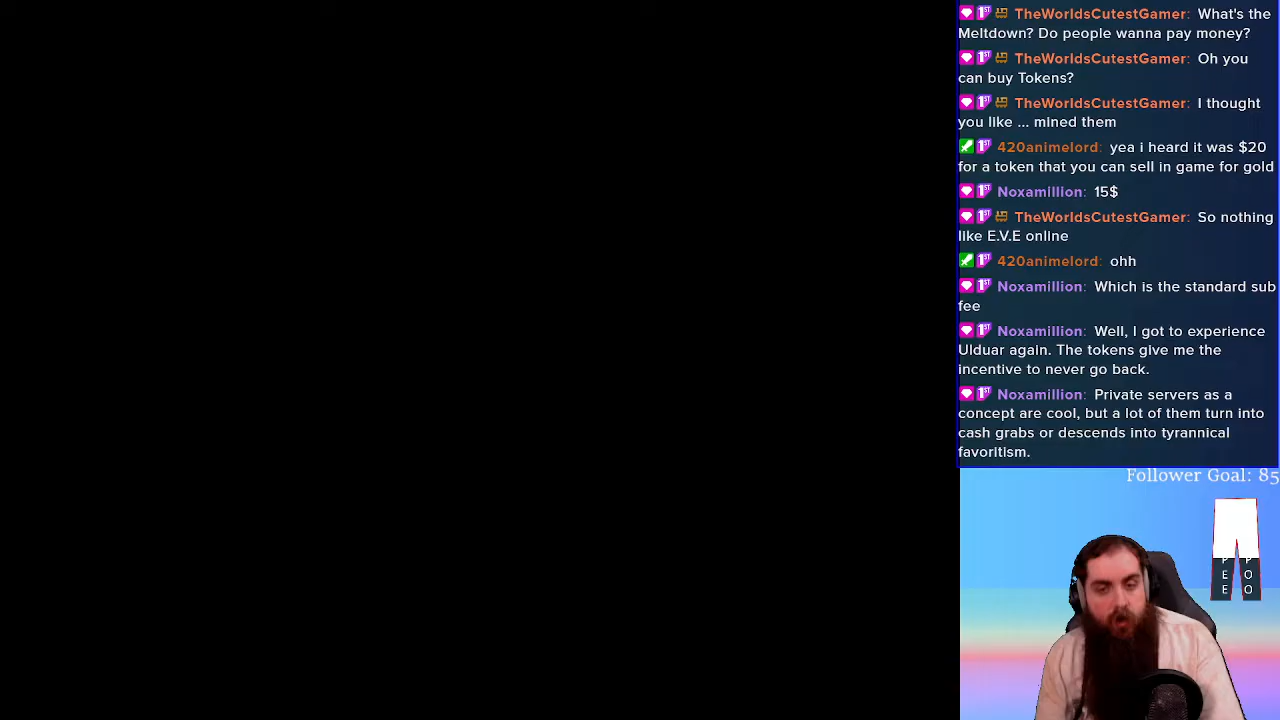 TheWorldsCutestGamer: What's the
Meltdown? Do people wanna pay money?
TheWorldsCutestGamer: Oh you
can buy Tokens?
TheWorldsCutestGamer: I thought
you like ... mined them
420animelord: yea i heard it was $20
for a token that you can sell in game for gold
Noxamillion: 15$
TheWorldsCutestGamer: So nothing
like E.V.E online
420animelord: ohh
Noxamillion: Which is the standard sub
fee
Noxamillion: Well, I got to experience
Ulduar again. The tokens give me the
incentive to never go back.
Noxamillion: Private servers as a
concept are cool, but a lot of them turn into
cash grabs or descends into tyrannical
favoritism.
Follower Goal: 85
PEE
POO